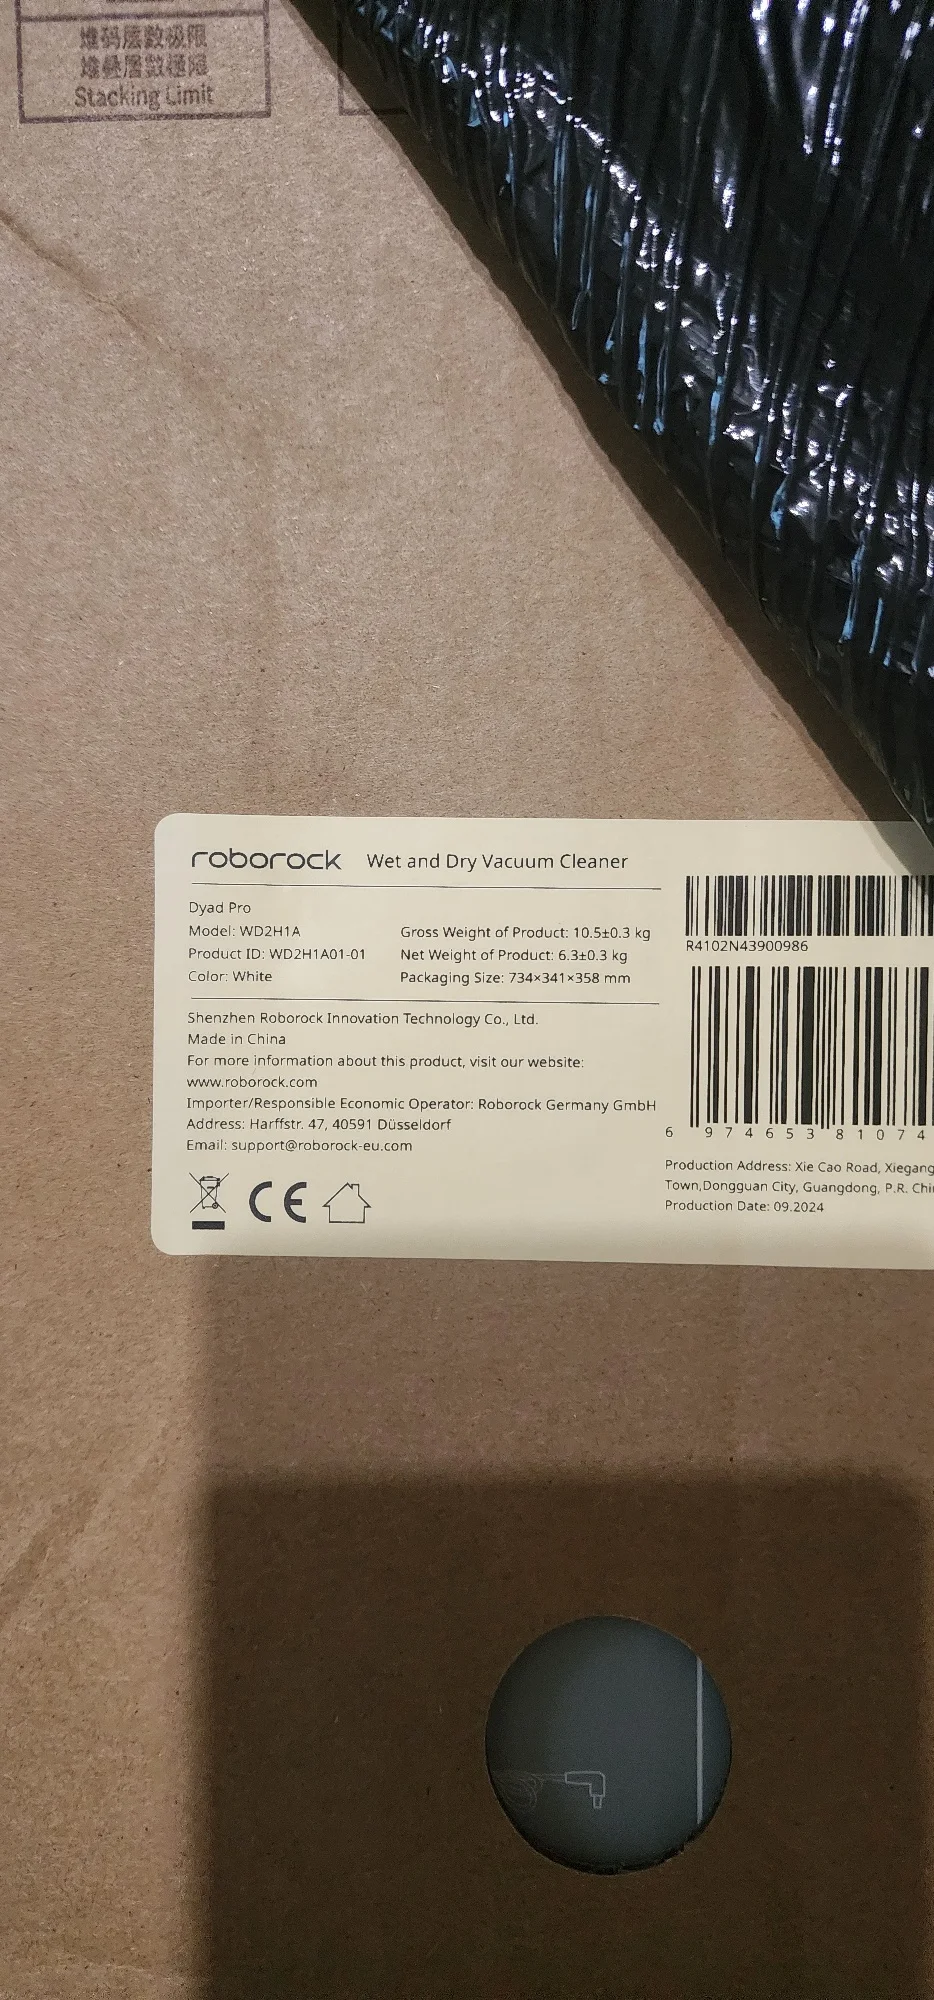 堆码层数极限
堆叠層數極限
Stacking Limit
roborock Wet and Dry Vacuum Cleaner
Dyad Pro
Model: WD2H1A
Product ID: WD2H1A01-01
Color: White
Gross Weight of Product: 10.5±0.3 kg
Net Weight of Product: 6.3±0.3 kg
Packaging Size: 734×341×358 mm
Shenzhen Roborock Innovation Technology Co., Ltd.
Made in China
For more information about this product, visit our website:
www.roborock.com
Importer/Responsible Economic Operator: Roborock Germany GmbH
Address: Harffstr. 47, 40591 Düsseldorf
Email: support@roborock-eu.com
CE
R4102N43900986
6 974653 81074
Production Address: Xie Cao Road, Xiegang
Town,Dongguan City, Guangdong, P.R. Chi
Production Date: 09.2024